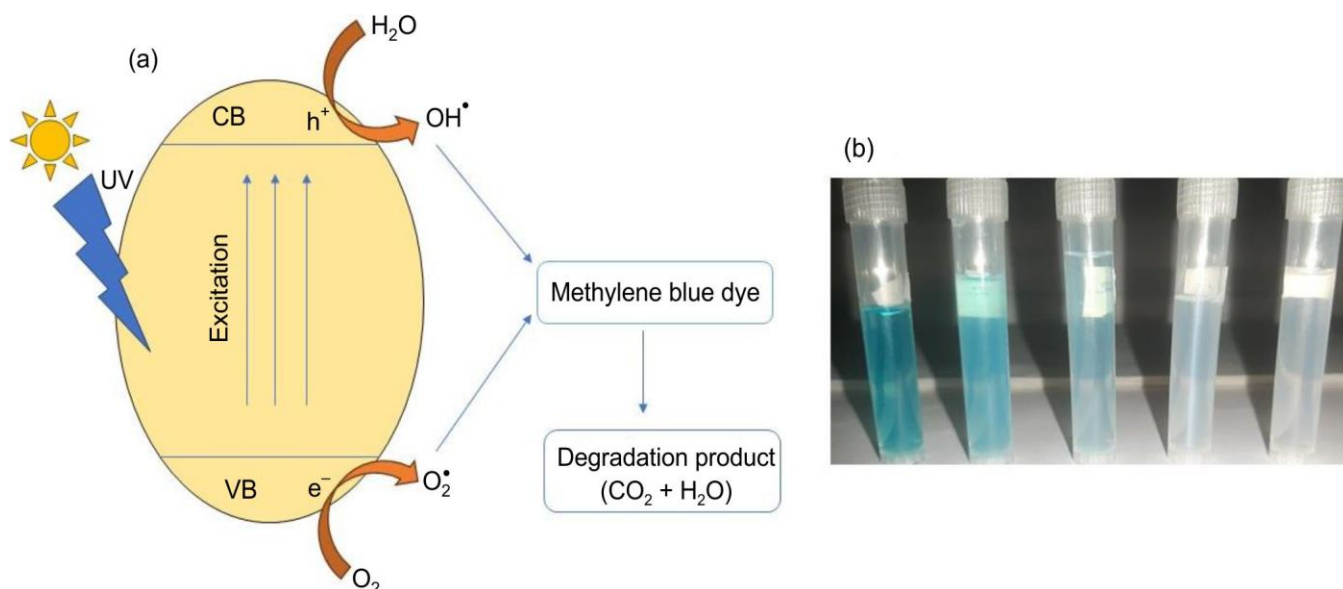 (a)
H₂O
CB
h⁺
OH•
UV
Excitation
Methylene blue dye
Degradation product
(CO₂ + H₂O)
VB
e⁻
O₂•
O₂
(b)